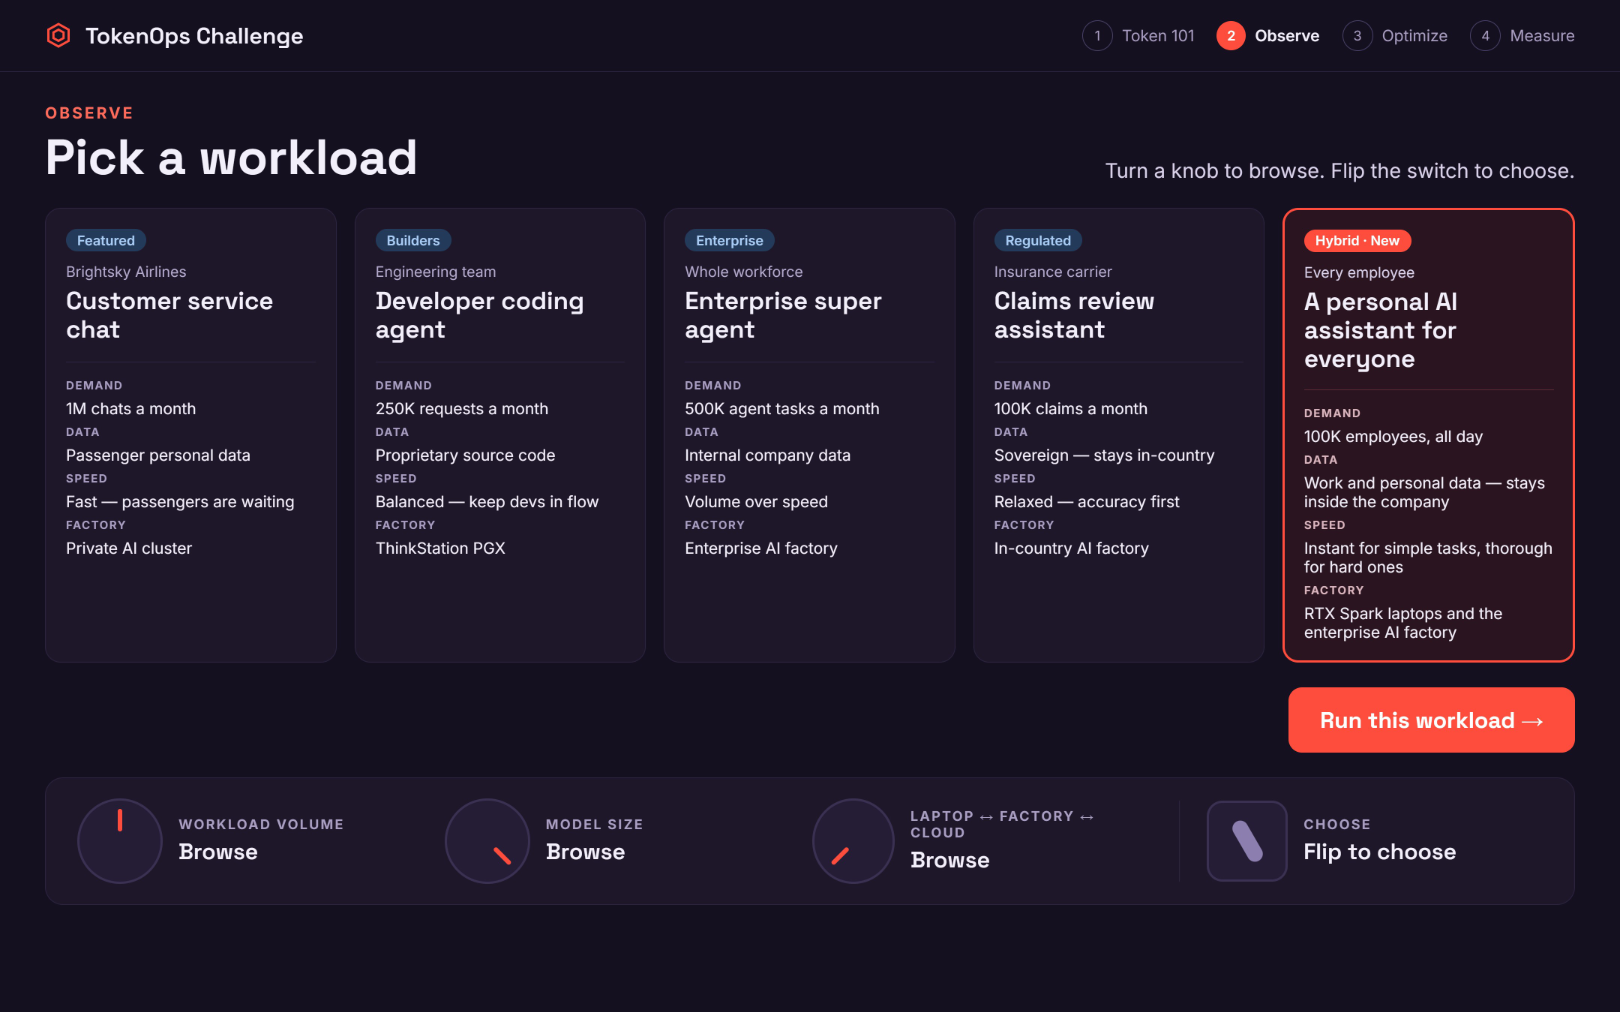 TokenOps Challenge
1 Token 101
2 Observe
3 Optimize
4 Measure
OBSERVE
Pick a workload
Turn a knob to browse. Flip the switch to choose.
Featured
Brightsky Airlines
Customer service
chat
DEMAND
1M chats a month
DATA
Passenger personal data
SPEED
Fast — passengers are waiting
FACTORY
Private AI cluster
Builders
Engineering team
Developer coding
agent
DEMAND
250K requests a month
DATA
Proprietary source code
SPEED
Balanced — keep devs in flow
FACTORY
ThinkStation PGX
Enterprise
Whole workforce
Enterprise super
agent
DEMAND
500K agent tasks a month
DATA
Internal company data
SPEED
Volume over speed
FACTORY
Enterprise AI factory
Regulated
Insurance carrier
Claims review
assistant
DEMAND
100K claims a month
DATA
Sovereign — stays in-country
SPEED
Relaxed — accuracy first
FACTORY
In-country AI factory
Hybrid · New
Every employee
A personal AI
assistant for
everyone
DEMAND
100K employees, all day
DATA
Work and personal data — stays
inside the company
SPEED
Instant for simple tasks, thorough
for hard ones
FACTORY
RTX Spark laptops and the
enterprise AI factory
Run this workload →
WORKLOAD VOLUME
Browse
MODEL SIZE
Browse
LAPTOP ↔ FACTORY ↔
CLOUD
Browse
CHOOSE
Flip to choose